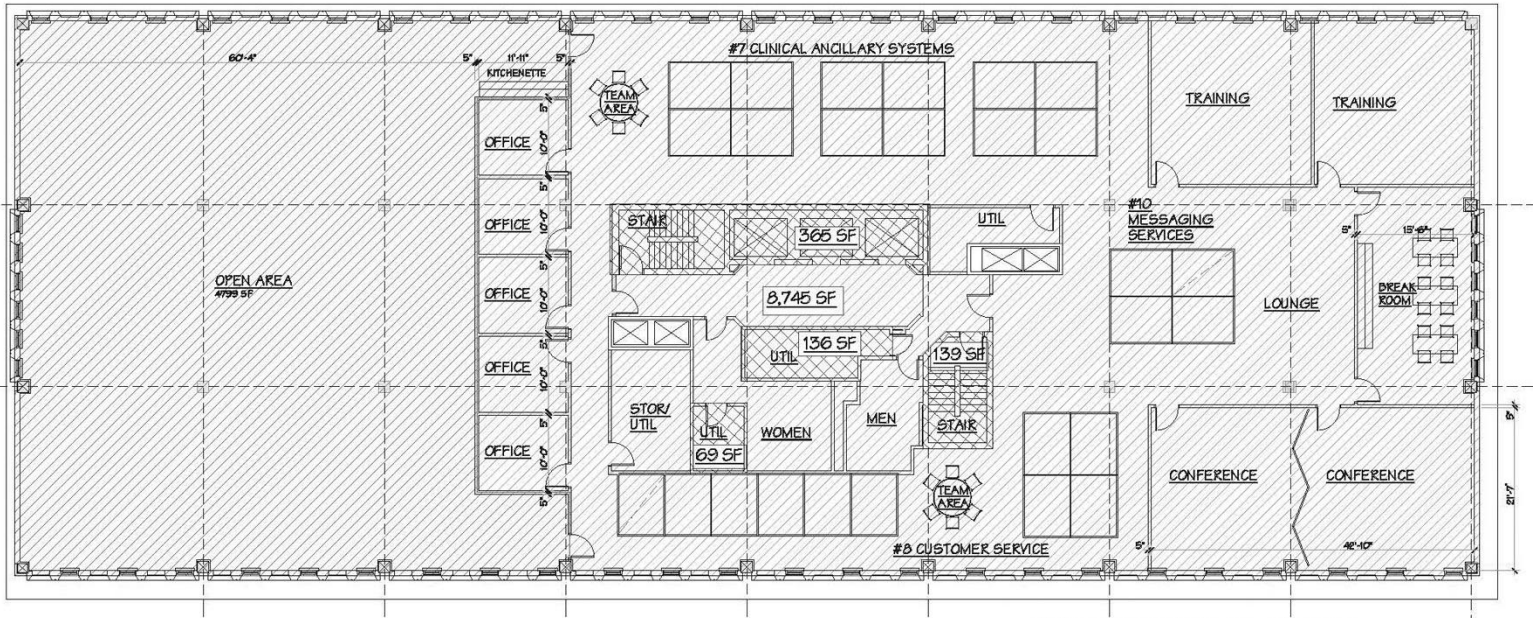 #7 CLINICAL ANCILLARY SYSTEMS
60'-4"
5"
11'-11"
5"
KITCHENETTE
TEAM
AREA
TRAINING
TRAINING
5"
OFFICE
10'-0"
5"
OFFICE
10'-0"
5"
OFFICE
10'-0"
5"
OFFICE
10'-0"
5"
OFFICE
10'-0"
5"
OPEN AREA
4799 SF
STAIR
365 SF
UTIL
#10
MESSAGING
SERVICES
5"
15'-6"
8,745 SF
LOUNGE
BREAK
ROOM
UTIL
136 SF
139 SF
STOR/
UTIL
UTIL
69 SF
WOMEN
MEN
STAIR
TEAM
AREA
CONFERENCE
CONFERENCE
5"
21'-7"
#8 CUSTOMER SERVICE
5"
42'-10"